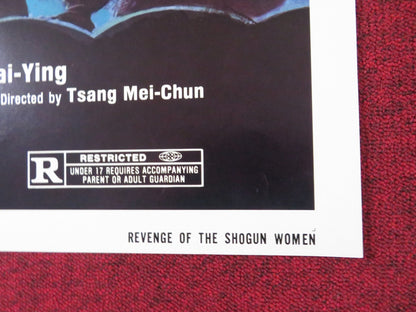 ai-Ying
Directed by Tsang Mei-Chun
R RESTRICTED
UNDER 17 REQUIRES ACCOMPANYING
PARENT OR ADULT GUARDIAN
REVENGE OF THE SHOGUN WOMEN